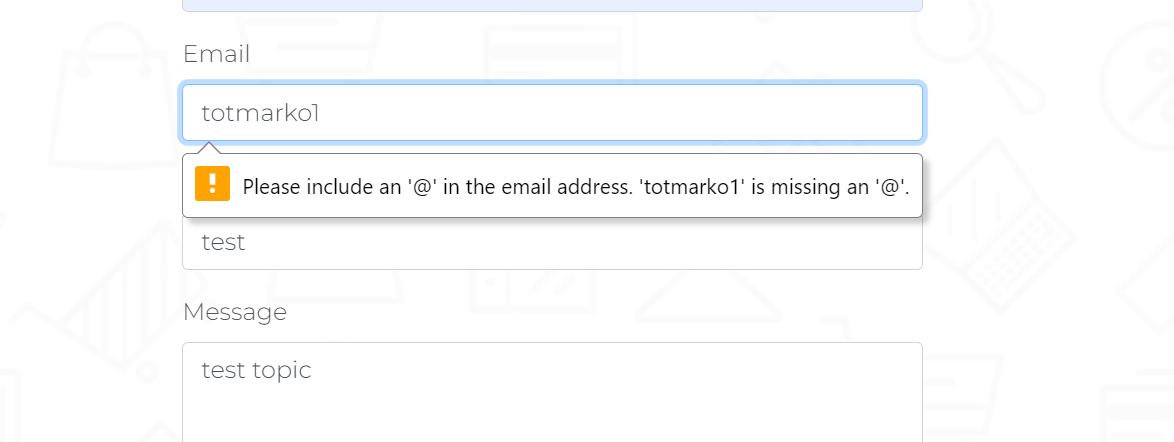 Email
totmarko1
Please include an '@' in the email address. 'totmarko1' is missing an '@'.
test
Message
test topic